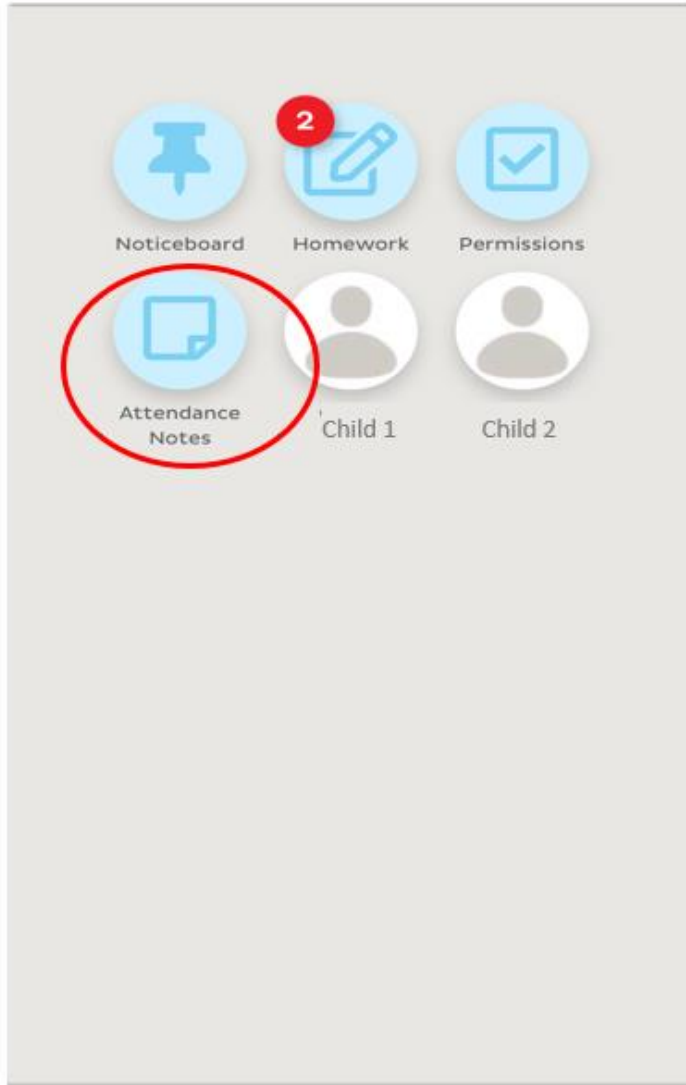 2
Noticeboard Homework Permissions
Attendance
Notes
Child 1 Child 2